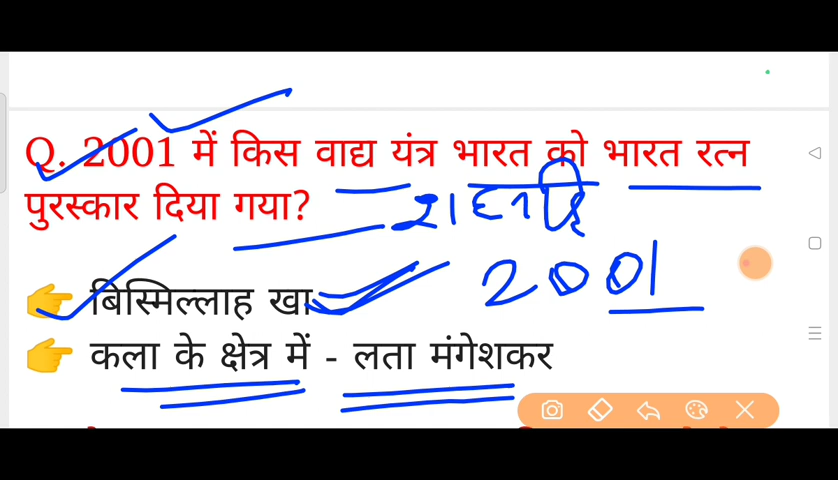 Q. 2001 में किस वाद्य यंत्र भारत को भारत रत्न
पुरस्कार दिया गया?
👉 बिस्मिल्लाह खा
2001
👉 कला के क्षेत्र में - लता मंगेशकर